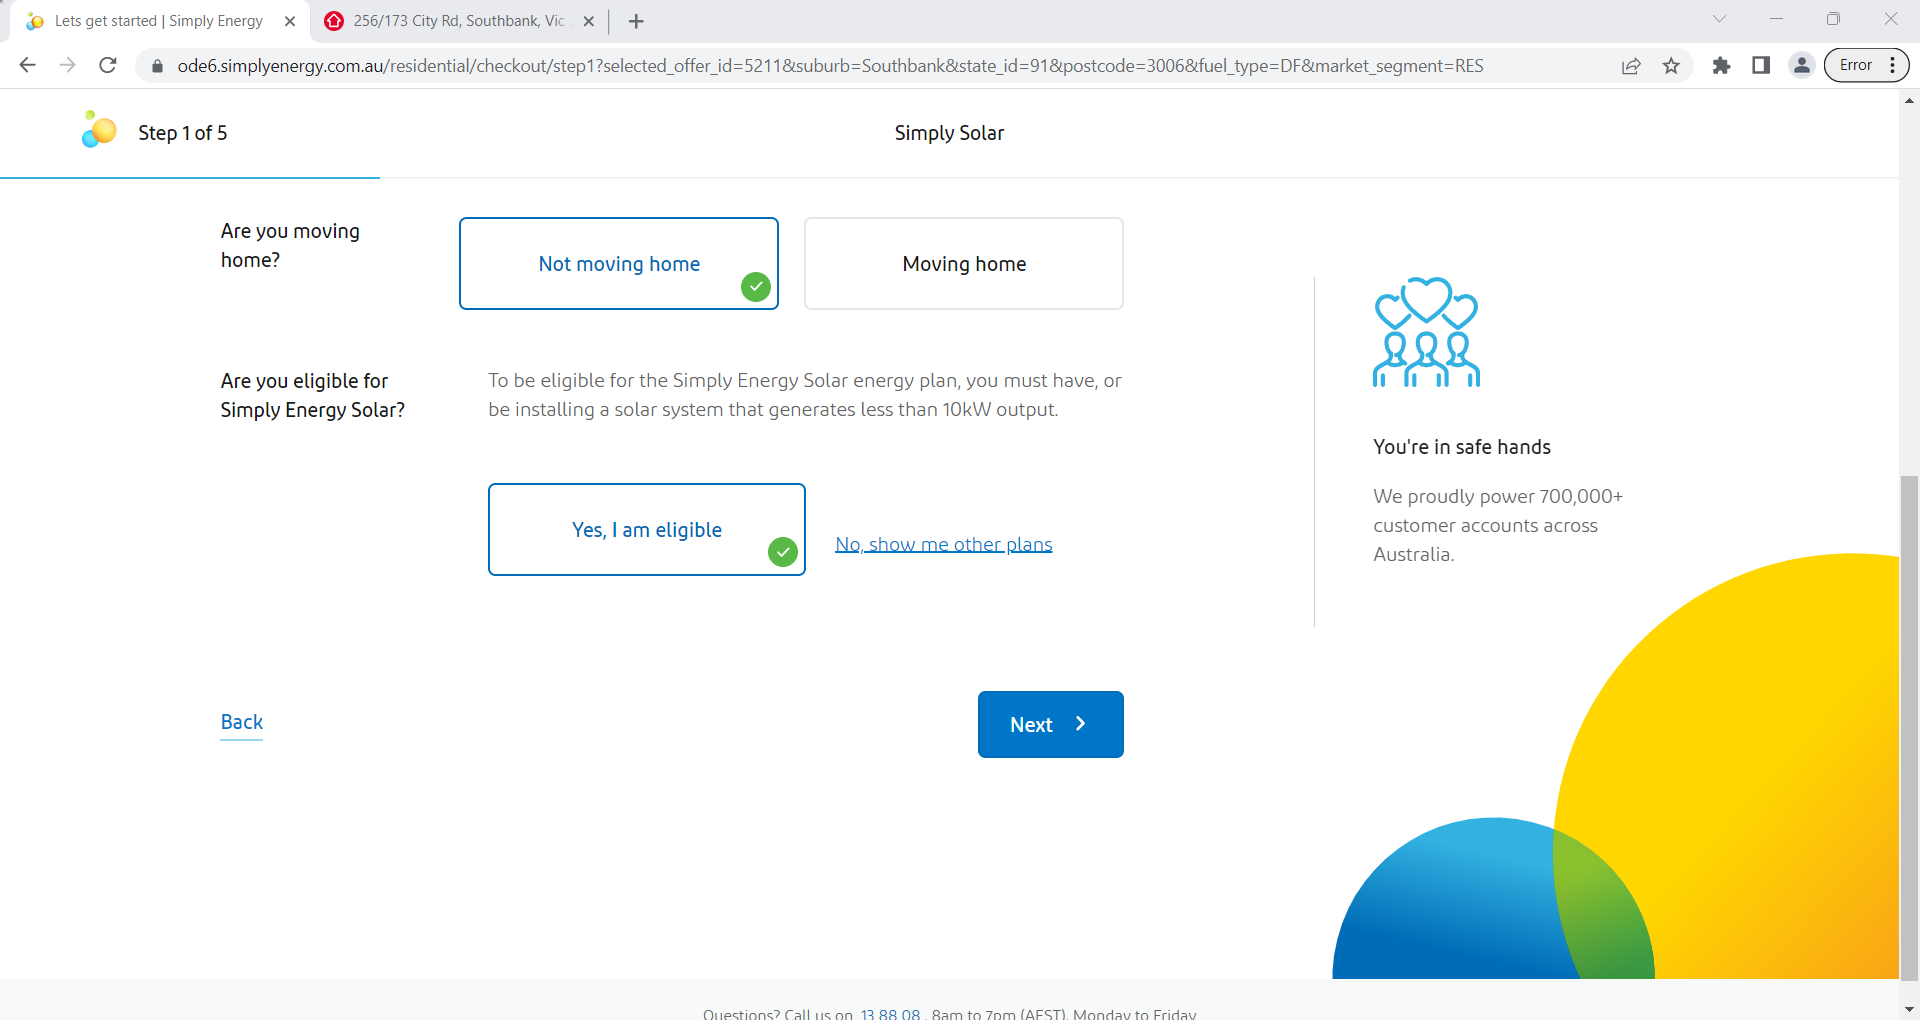 Lets get started | Simply Energy
256/173 City Rd, Southbank, Vic
ode6.simplyenergy.com.au/residential/checkout/step1?selected_offer_id=5211&suburb=Southbank&state_id=91&postcode=3006&fuel_type=DF&market_segment=RES
Error
Step 1 of 5
Simply Solar
Are you moving
home?
Not moving home
Moving home
Are you eligible for
Simply Energy Solar?
To be eligible for the Simply Energy Solar energy plan, you must have, or
be installing a solar system that generates less than 10kW output.
Yes, I am eligible
No, show me other plans
You're in safe hands
We proudly power 700,000+
customer accounts across
Australia.
Back
Next
Questions? Call us on 13 88 08 , 8am to 7pm (AEST), Monday to Friday